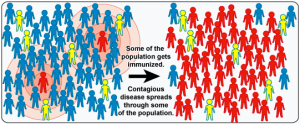 Some of the
population gets
immunized.
Contagious
disease spreads
through some
of the population.